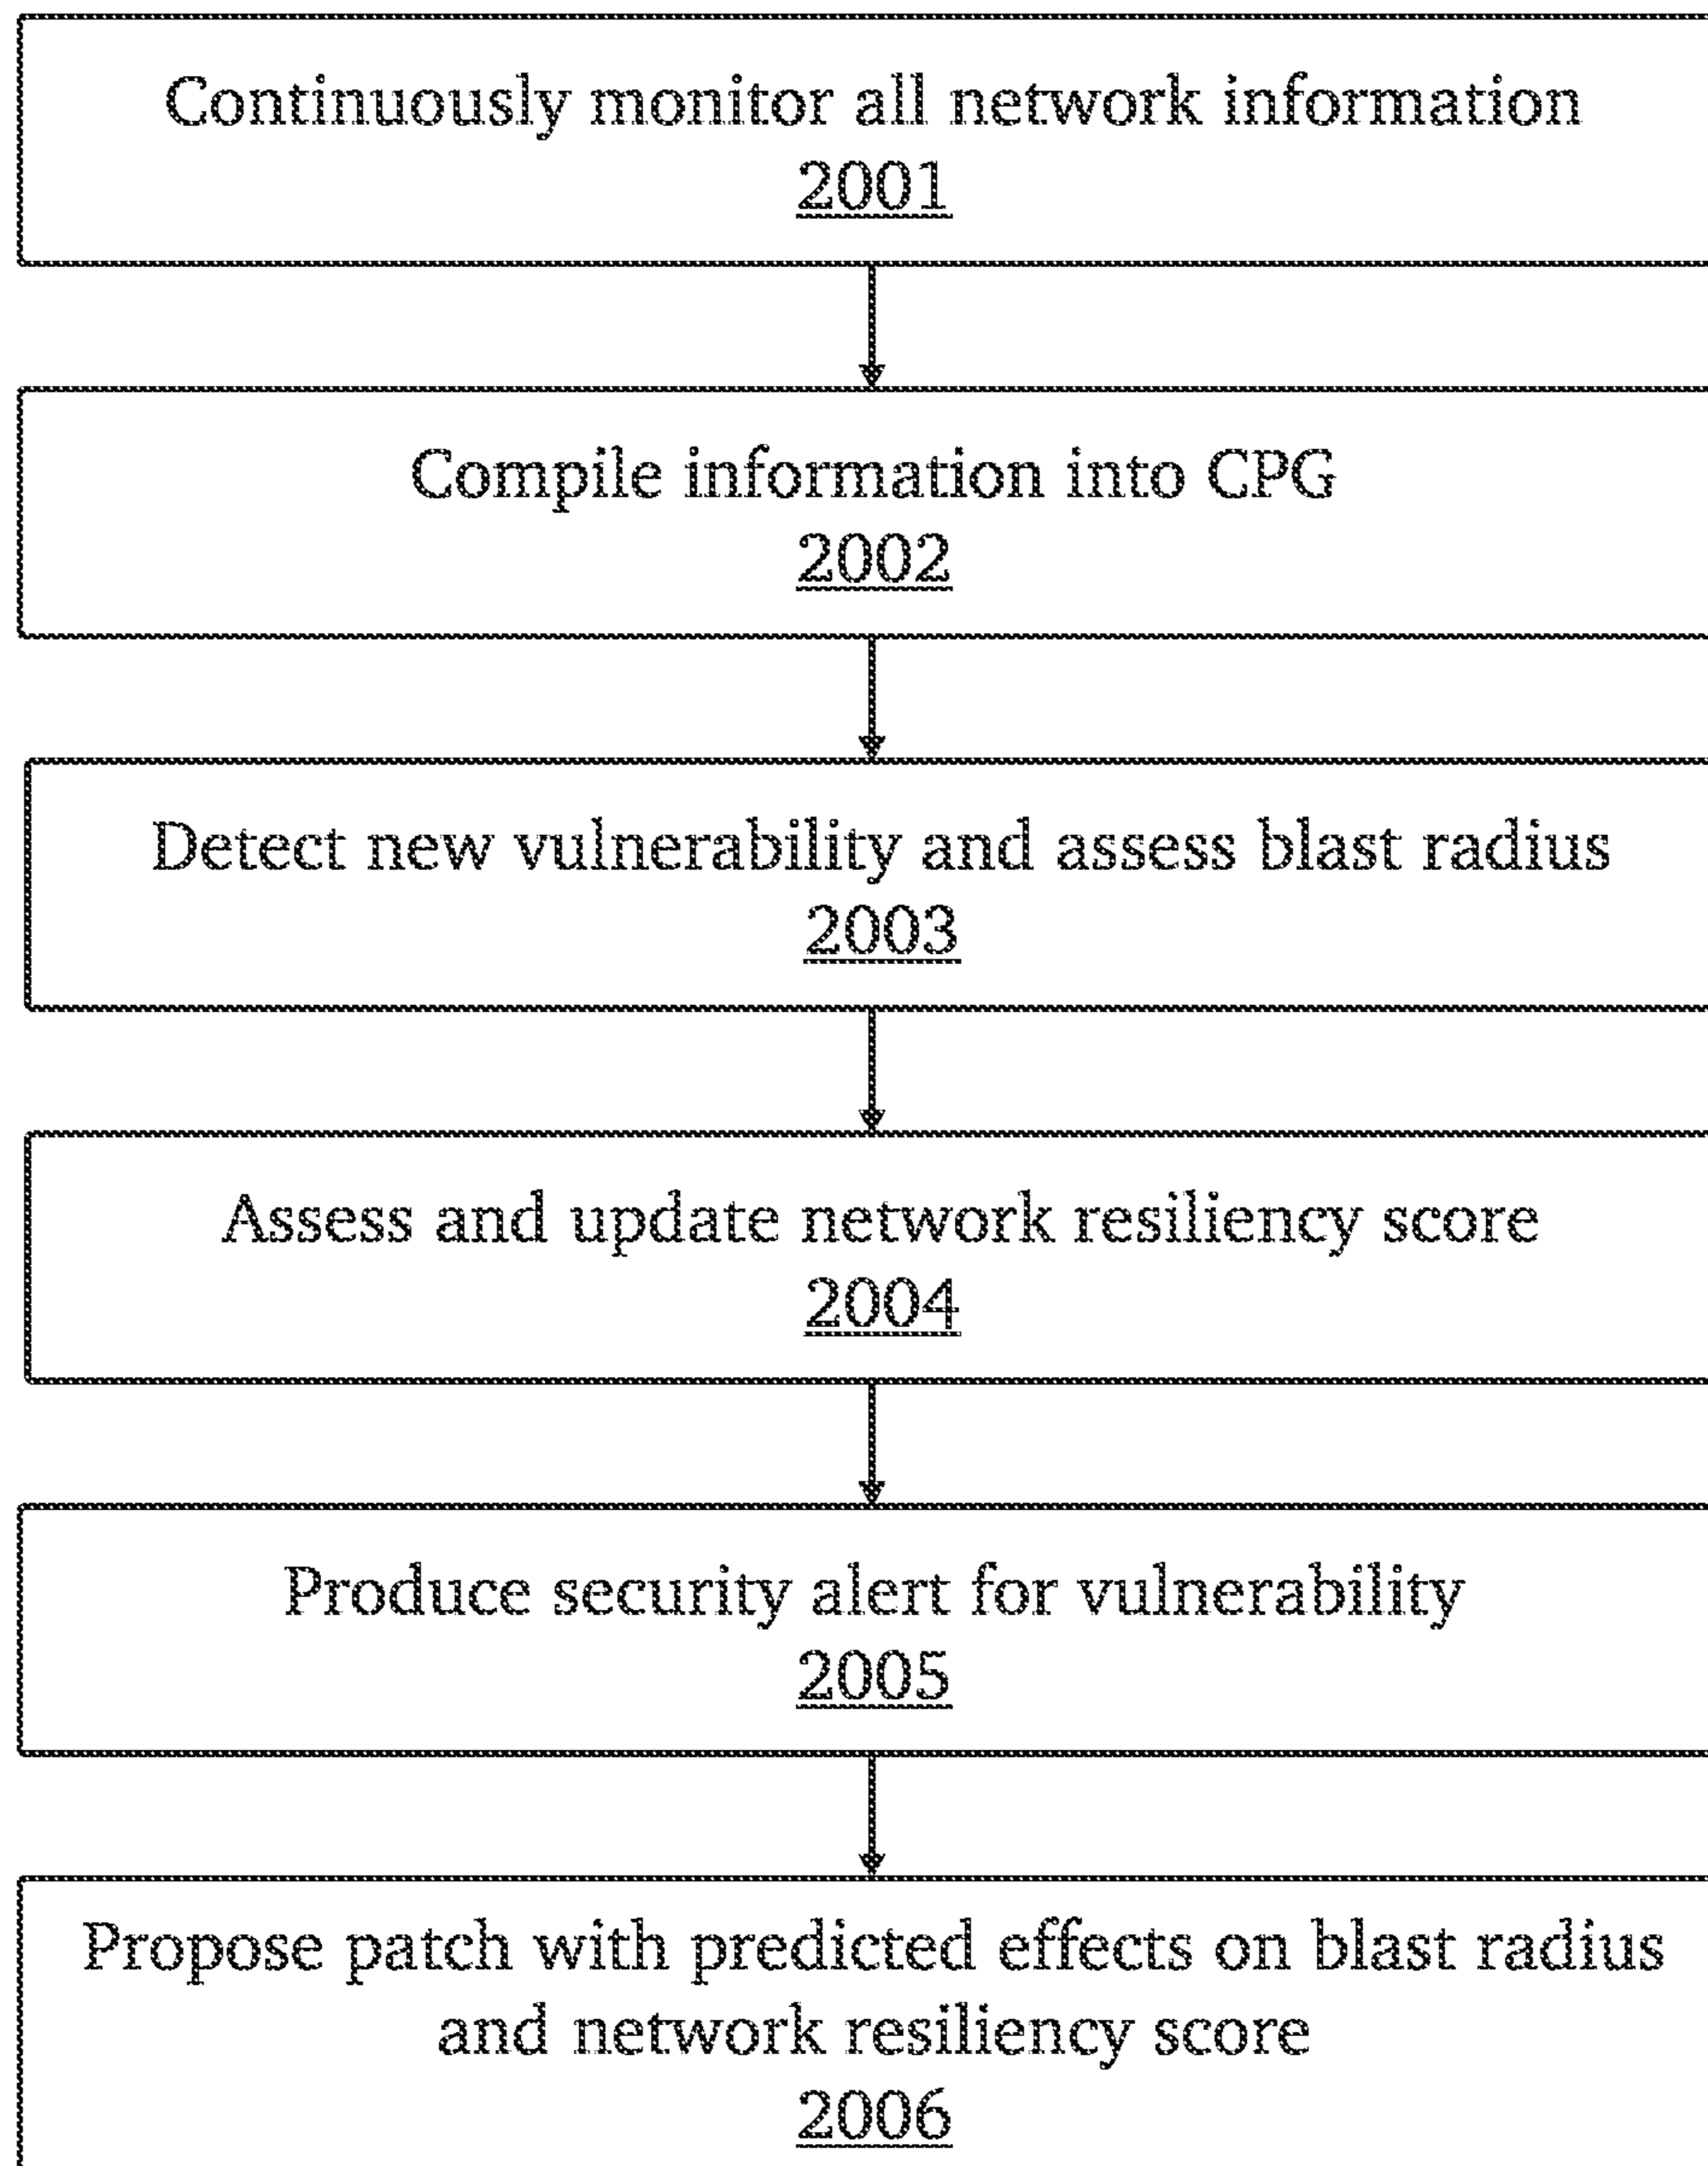 Continuously monitor all network information
2001
Compile information into CPG
2002
Detect new vulnerability and assess blast radius
2003
Assess and update network resiliency score
2004
Produce security alert for vulnerability
2005
Propose patch with predicted effects on blast radius
and network resiliency score
2006